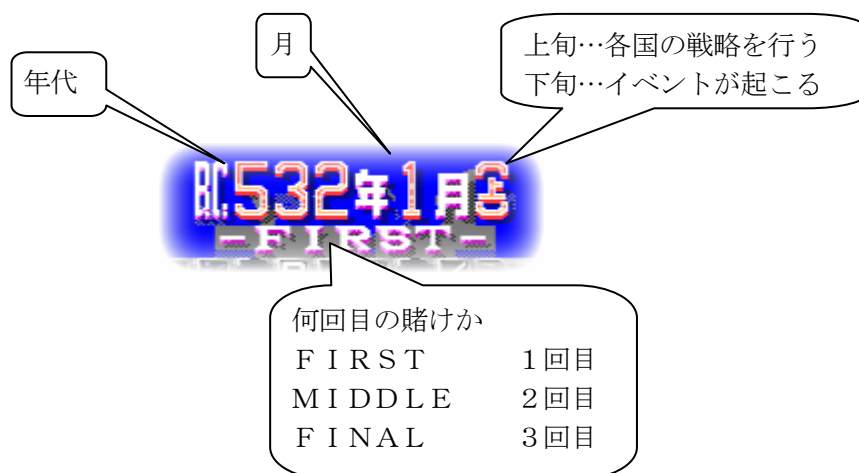 年代
月
上旬…各国の戦略を行う
下旬…イベントが起こる
B.C.532年1月上
-FIRST-
何回目の賭けか
ＦＩＲＳＴ　１回目
ＭＩＤＤＬＥ　２回目
ＦＩＮＡＬ　３回目